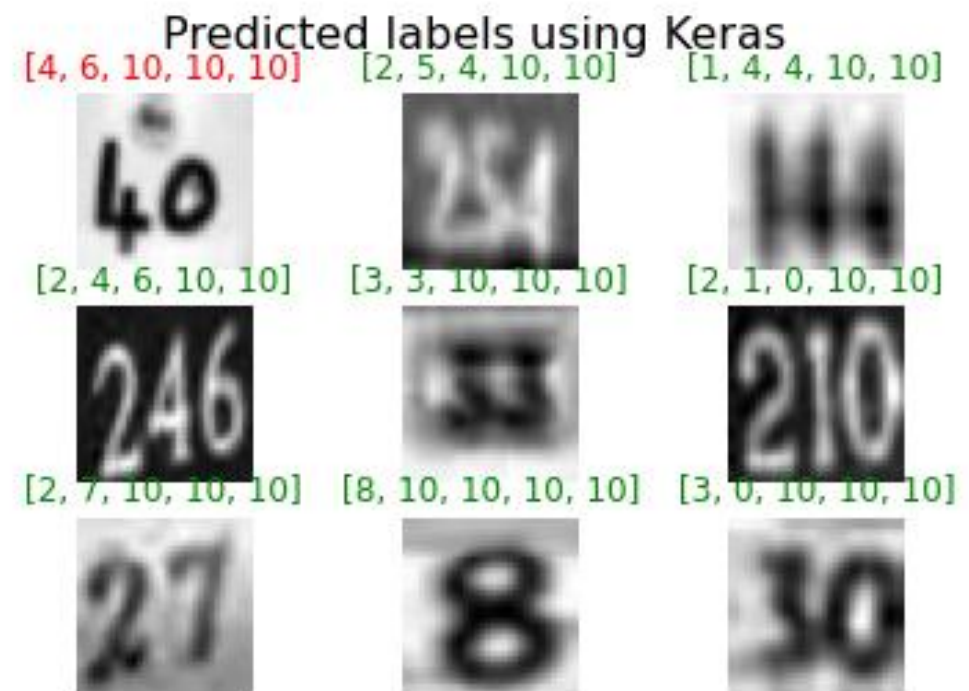 Predicted labels using Keras
[4, 6, 10, 10, 10] [2, 5, 4, 10, 10] [1, 4, 4, 10, 10]
40
[2, 4, 6, 10, 10] [3, 3, 10, 10, 10] [2, 1, 0, 10, 10]
246 33 210
[2, 7, 10, 10, 10] [8, 10, 10, 10, 10] [3, 0, 10, 10, 10]
27 8 30